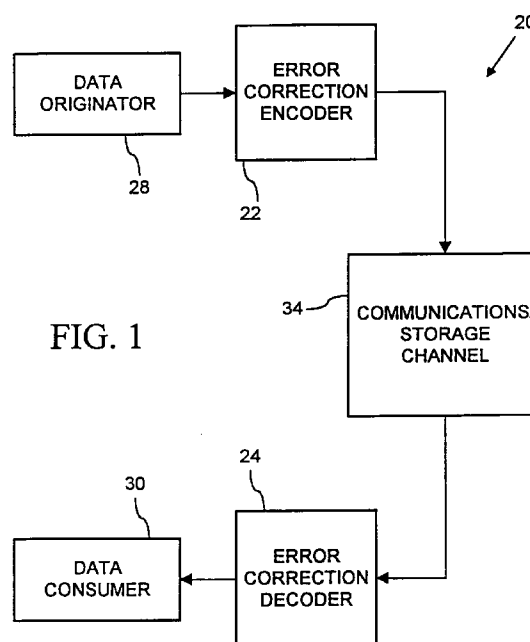 20
DATA
ORIGINATOR
28
ERROR
CORRECTION
ENCODER
22
34
COMMUNICATIONS/
STORAGE
CHANNEL
FIG. 1
24
30
ERROR
CORRECTION
DECODER
DATA
CONSUMER